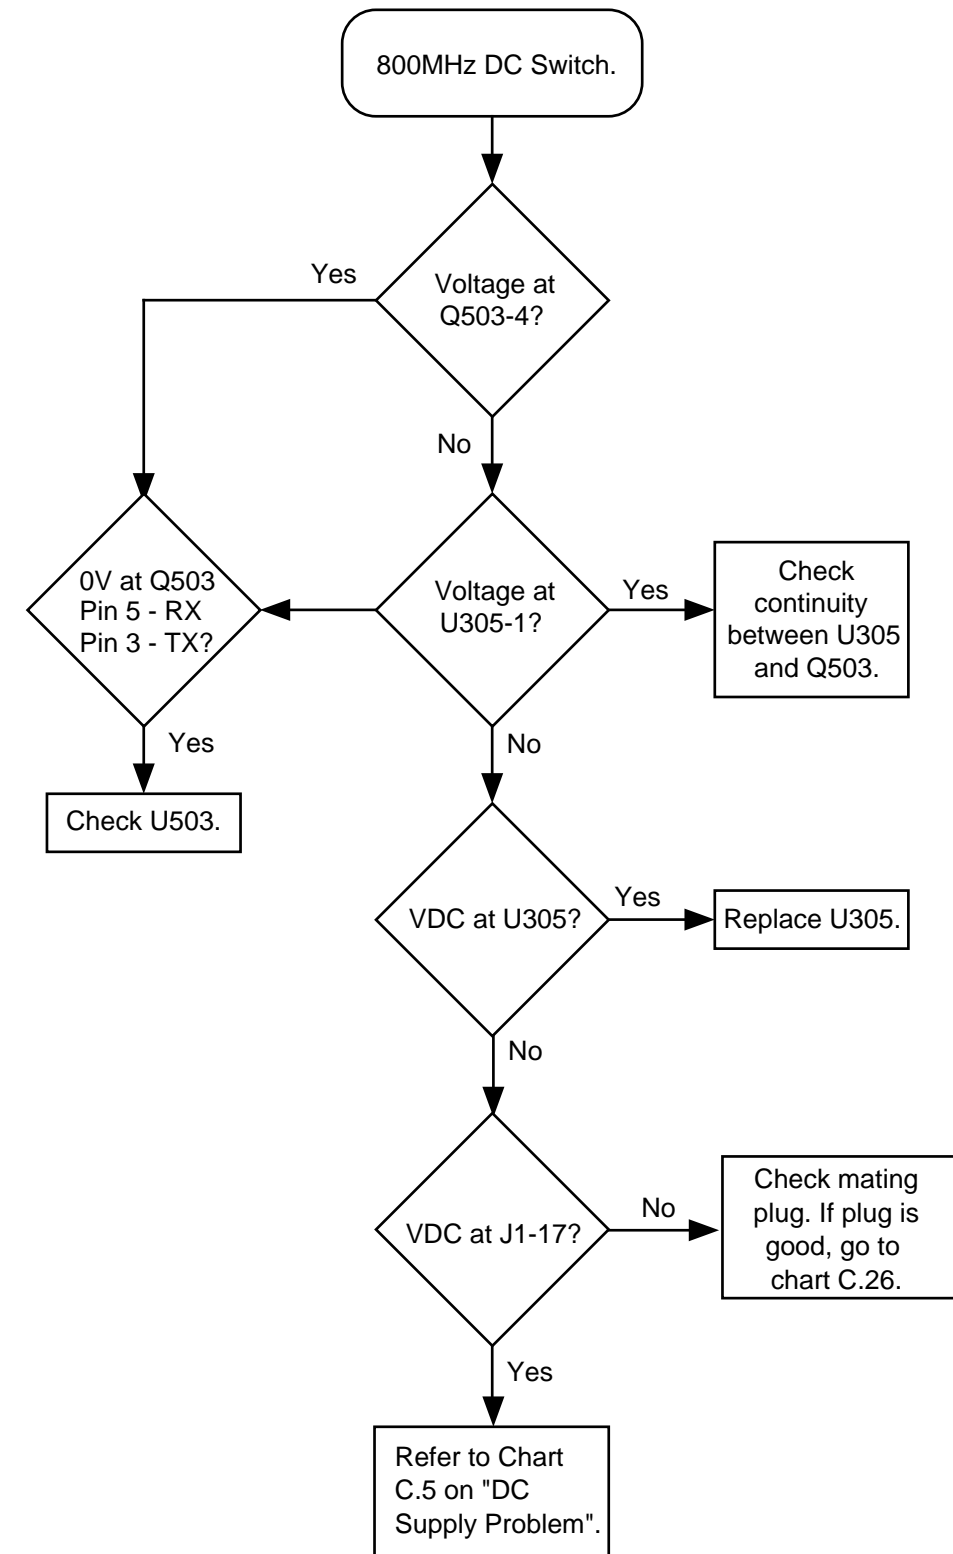 800MHz DC Switch.
Yes
Voltage at
Q503-4?
No
0V at Q503
Pin 5 - RX
Pin 3 - TX?
Voltage at
U305-1?
Yes
Check
continuity
between U305
and Q503.
Yes
No
Check U503.
VDC at U305?
Yes
Replace U305.
No
VDC at J1-17?
No
Check mating
plug. If plug is
good, go to
chart C.26.
Yes
Refer to Chart
C.5 on "DC
Supply Problem".